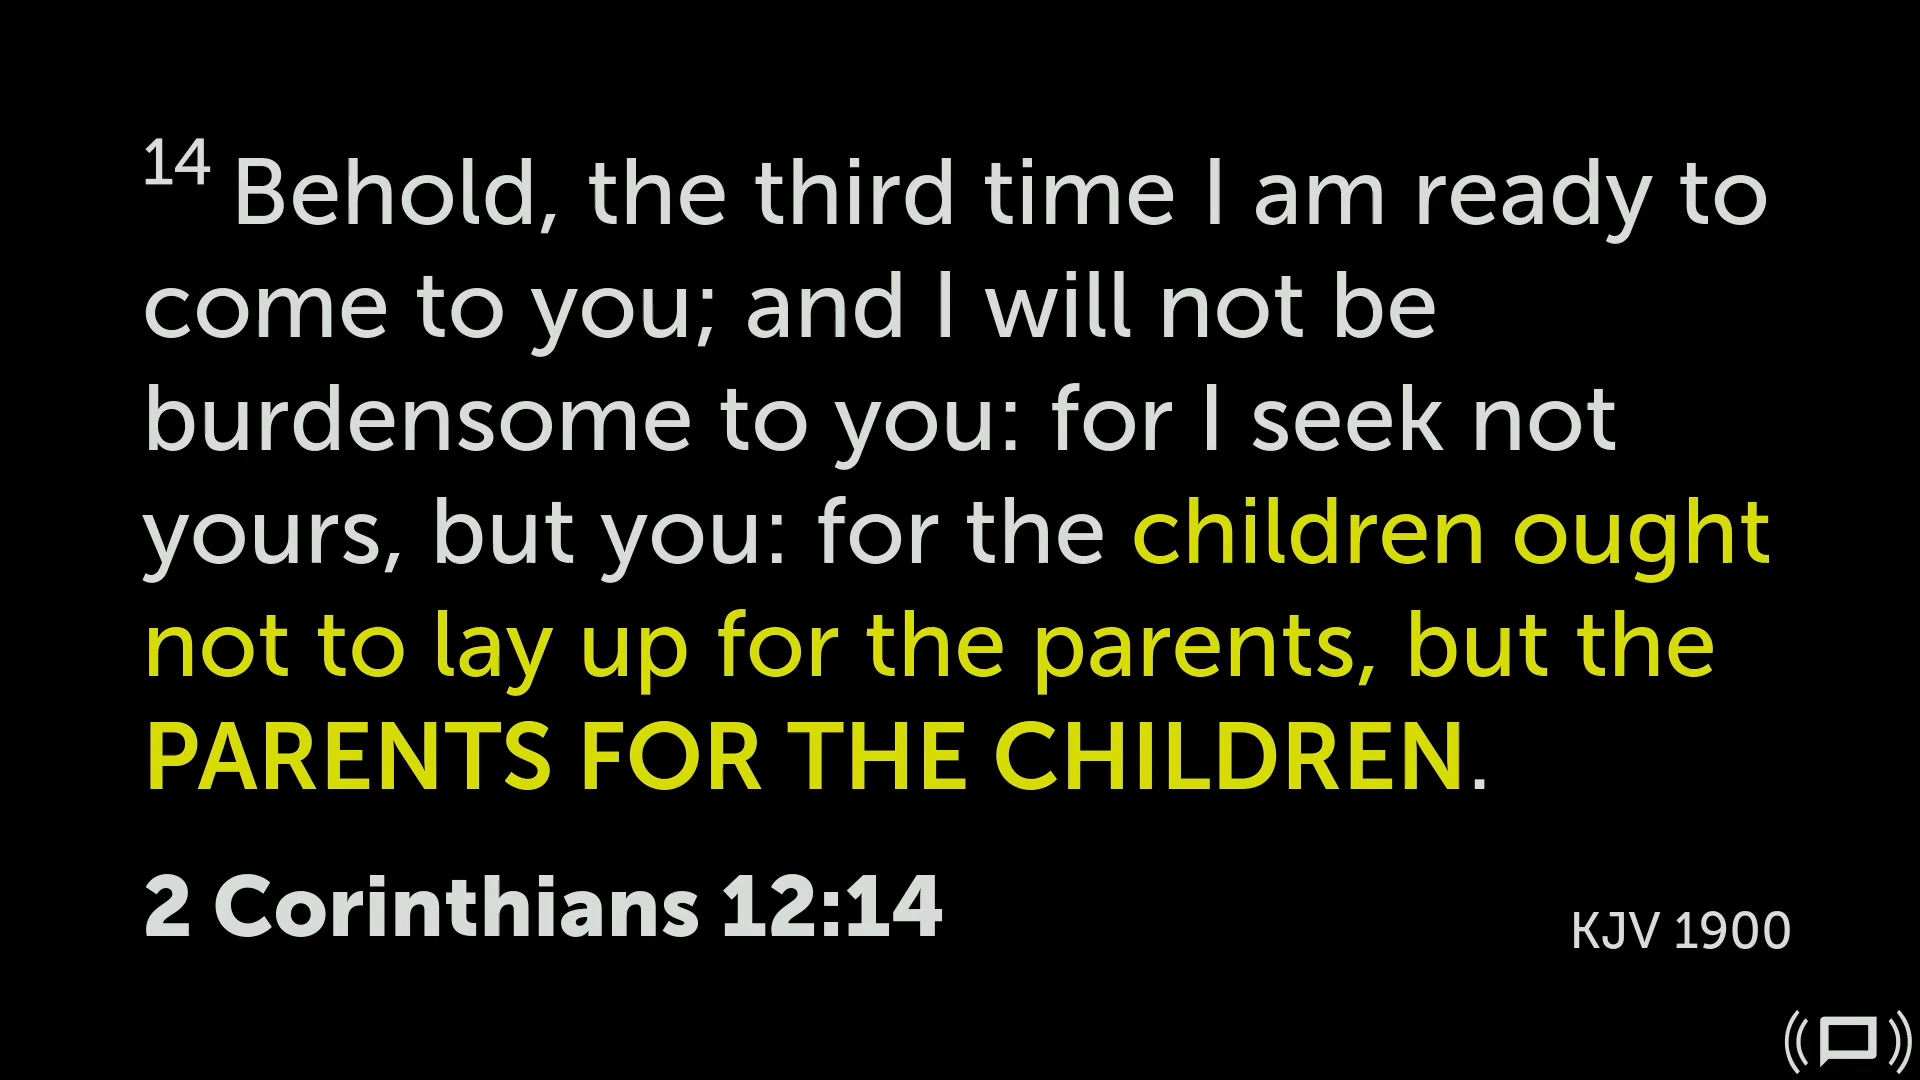 14 Behold, the third time I am ready to
come to you; and I will not be
burdensome to you: for I seek not
yours, but you: for the children ought
not to lay up for the parents, but the
PARENTS FOR THE CHILDREN.
2 Corinthians 12:14
KJV 1900